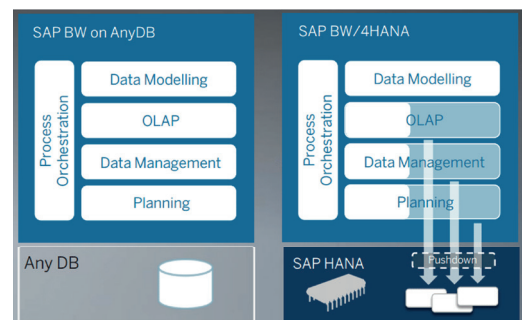 SAP BW on AnyDB
Process
Orchestration
Data Modelling
OLAP
Data Management
Planning
Any DB
SAP BW/4HANA
Process
Orchestration
Data Modelling
OLAP
Data Management
Planning
SAP HANA
Pushdown